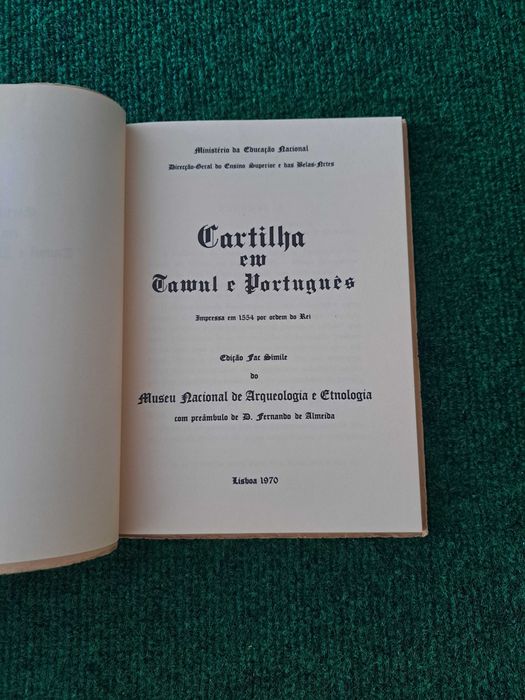 Ministério da Educação Nacional
Direcção-Geral do Ensino Superior e das Belas-Artes
Cartilha
em
Tamul e Português
Impressa em 1554 por ordem do Rei
Edição Fac Simile
do
Museu Nacional de Arqueologia e Etnologia
com preâmbulo de D. Fernando de Almeida
Lisboa 1970